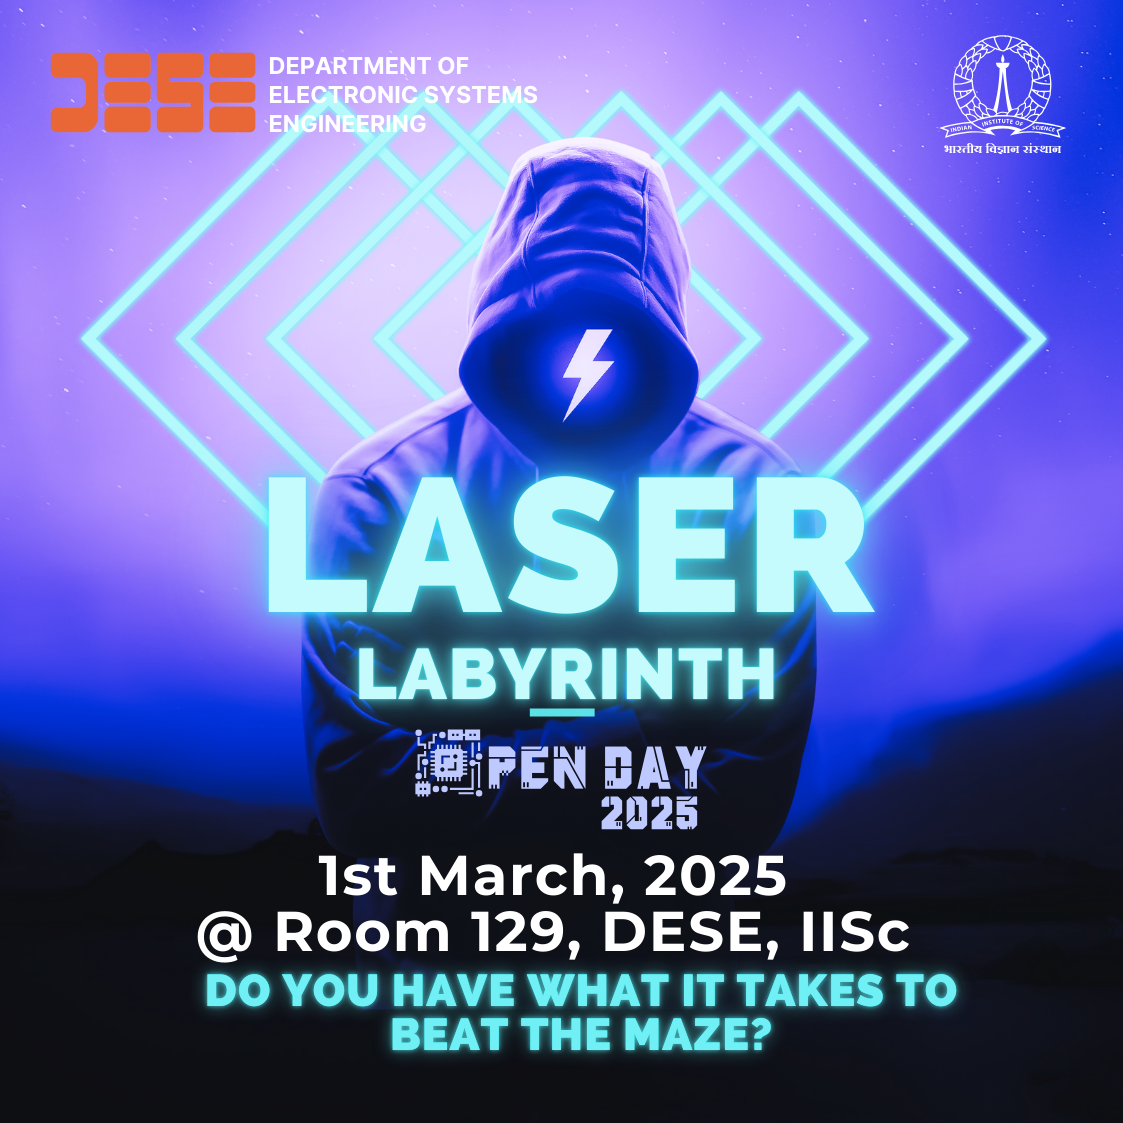 DESE
DEPARTMENT OF
ELECTRONIC SYSTEMS
ENGINEERING
INDIAN INSTITUTE OF SCIENCE
भारतीय विज्ञान संस्थान
LASER
LABYRINTH
OPEN DAY
2025
1st March, 2025
@ Room 129, DESE, IISc
DO YOU HAVE WHAT IT TAKES TO
BEAT THE MAZE?